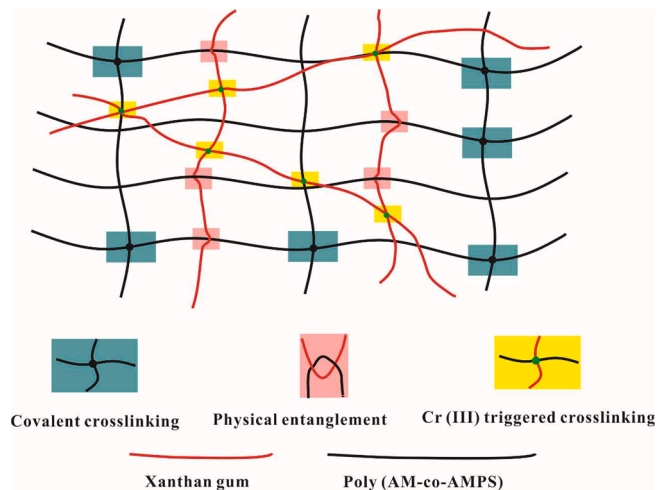 Covalent crosslinking
Physical entanglement
Cr (III) triggered crosslinking
Xanthan gum
Poly (AM-co-AMPS)